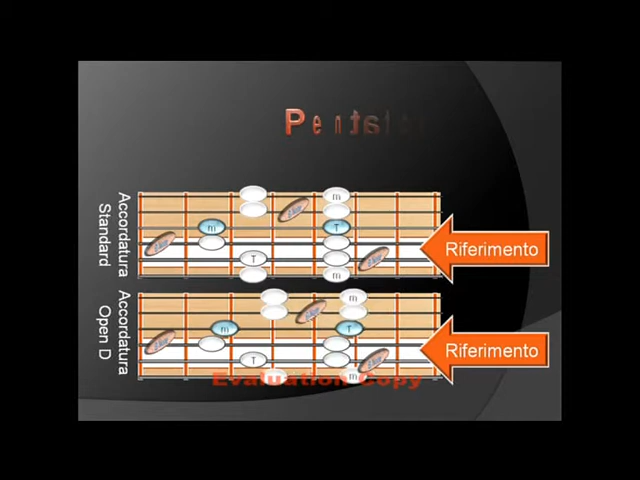 Accordatura
Standard
m
m
T
T
m
Riferimento
Accordatura
Open D
m
m
T
T
m
Riferimento
Evaluation Copy